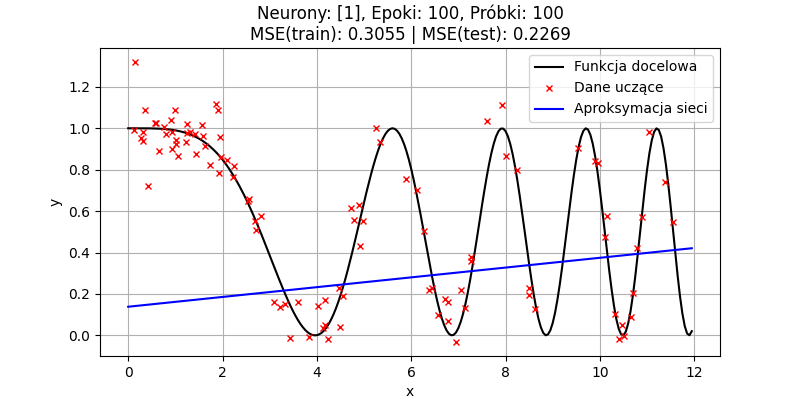 Neurony: [1], Epoki: 100, Próbki: 100
MSE(train): 0.3055 | MSE(test): 0.2269
Funkcja docelowa
Dane uczące
Aproksymacja sieci
y
1.2
1.0
0.8
0.6
0.4
0.2
0.0
0 2 4 6 8 10 12
x